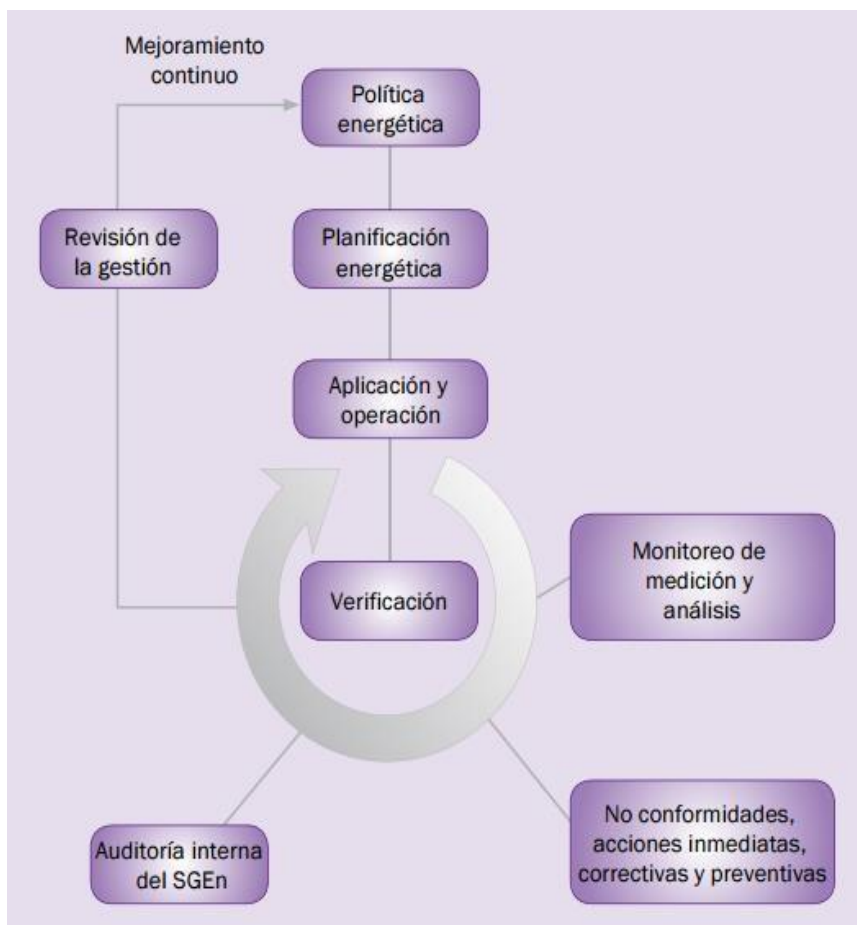 Mejoramiento
continuo
Política
energética
Revisión de
la gestión
Planificación
energética
Aplicación y
operación
Verificación
Monitoreo de
medición y
análisis
Auditoría interna
del SGEn
No conformidades,
acciones inmediatas,
correctivas y preventivas